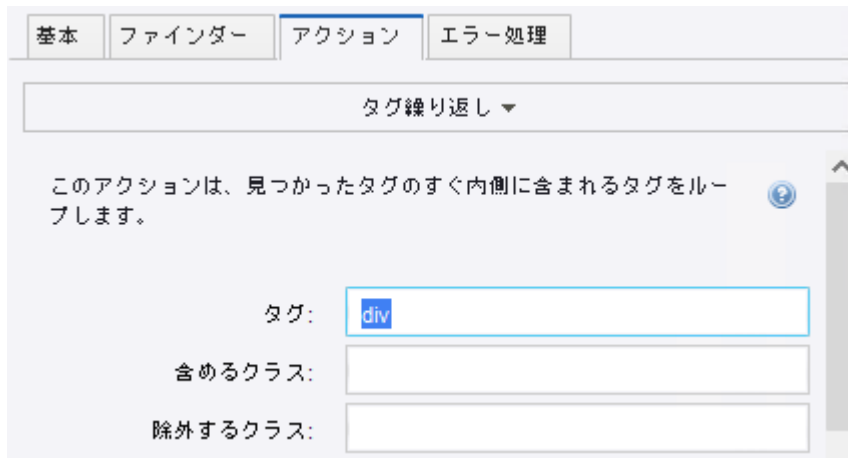 基本 ファインダー アクション エラー処理
タグ繰り返し
このアクションは、見つかったタグのすぐ内側に含まれるタグをルー
プします。
タグ: div
含めるクラス:
除外するクラス: